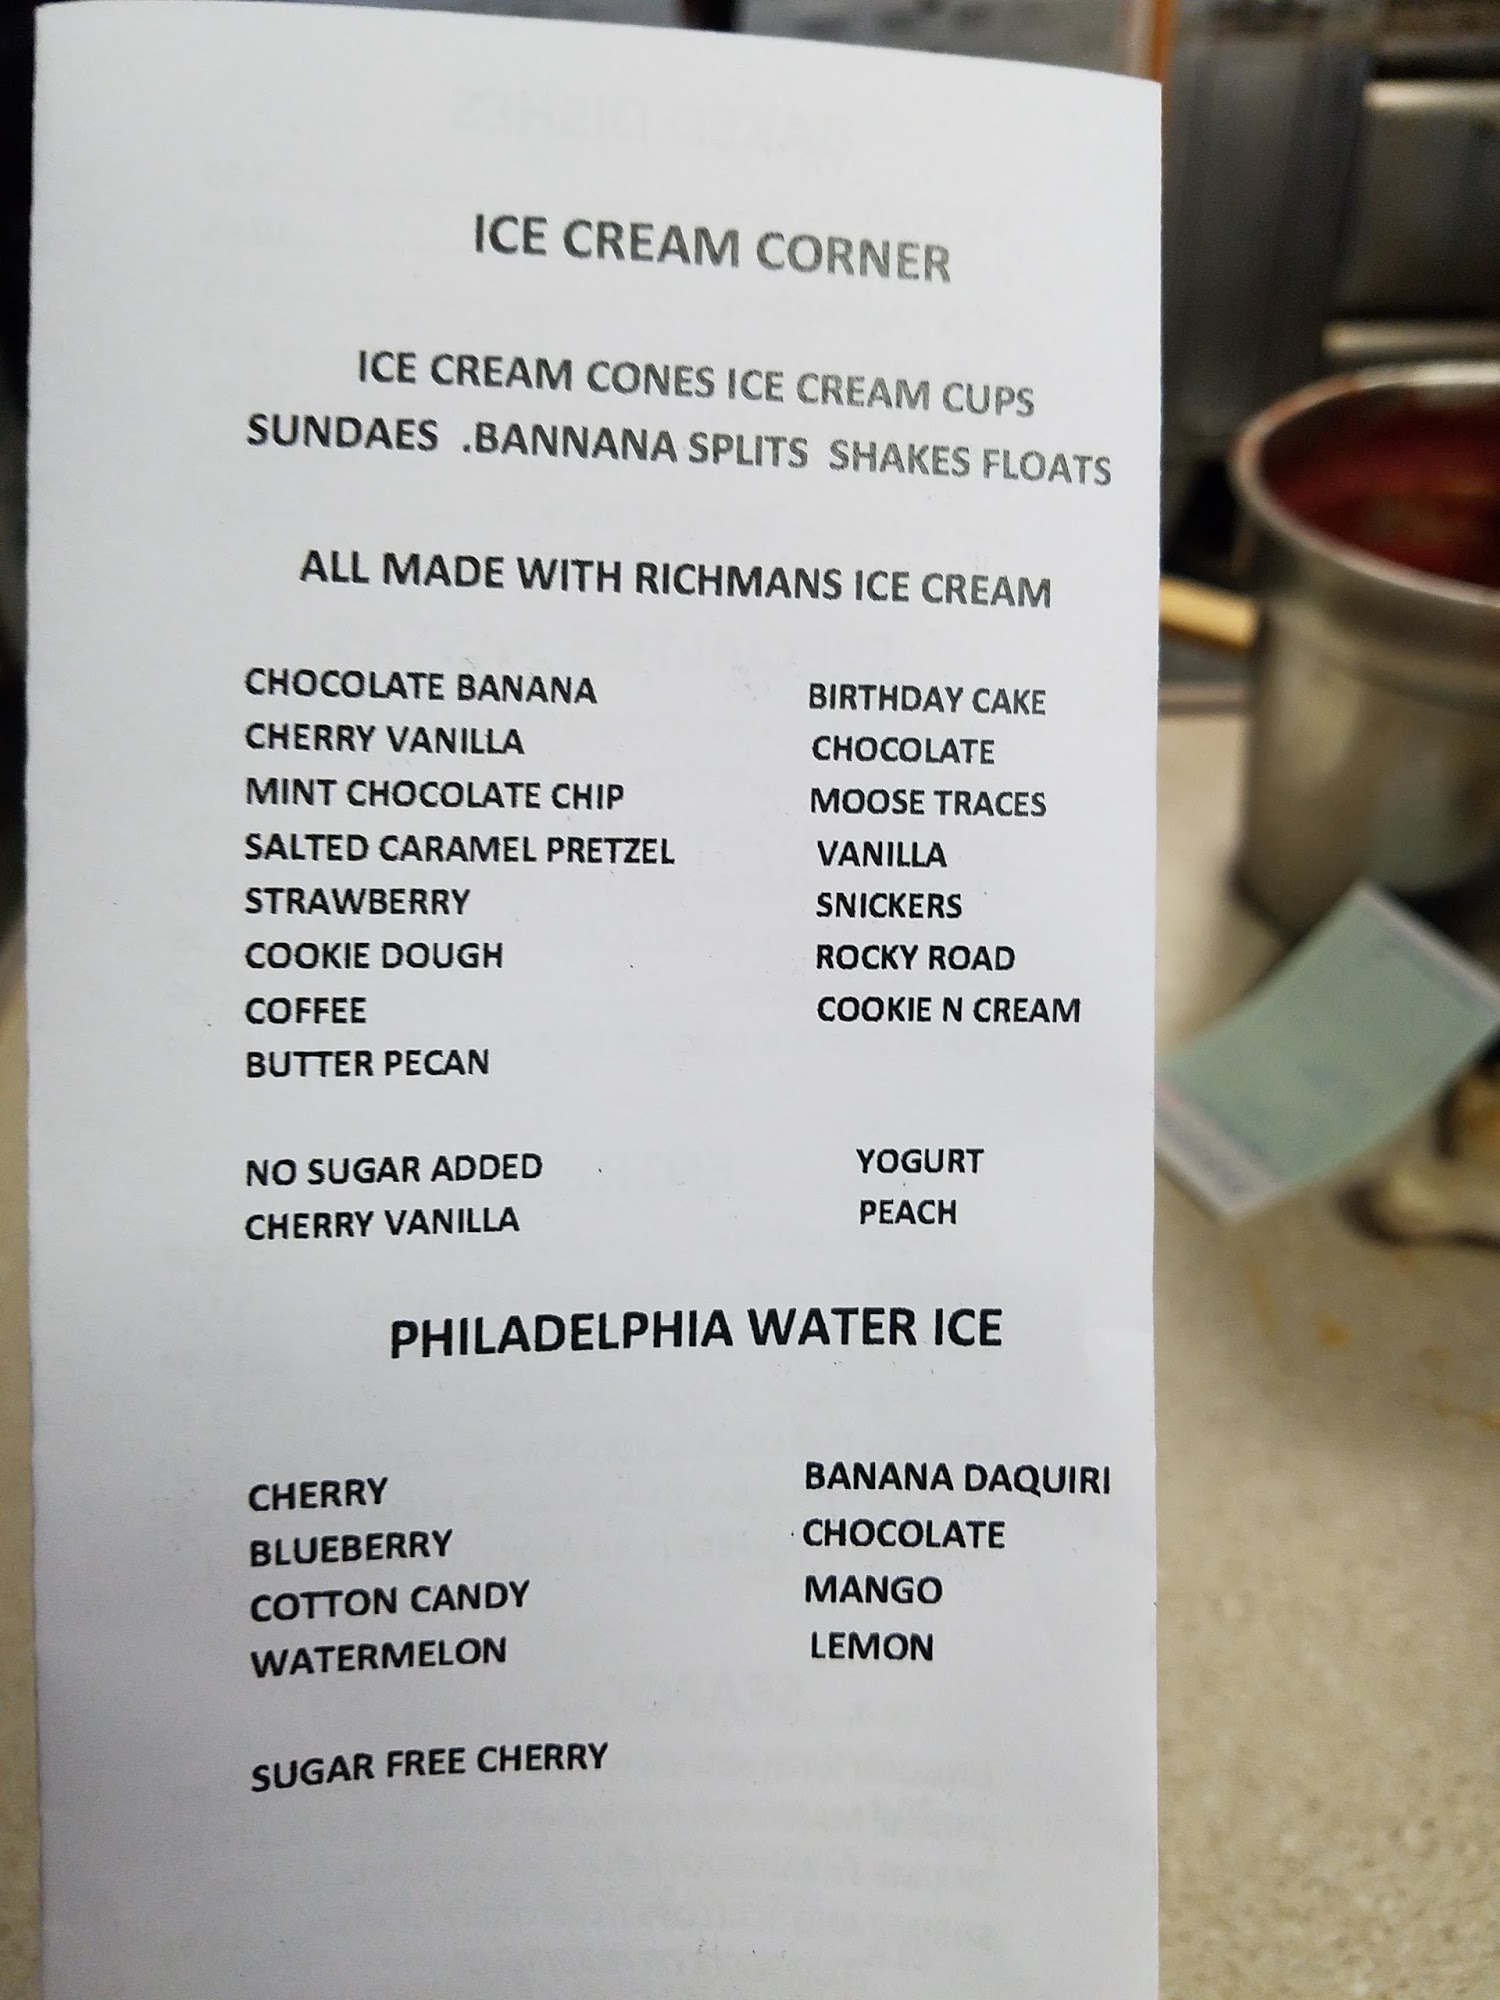 ICE CREAM CORNER
ICE CREAM CONES ICE CREAM CUPS
SUNDAES .BANNANA SPLITS SHAKES FLOATS
ALL MADE WITH RICHMANS ICE CREAM
CHOCOLATE BANANA
CHERRY VANILLA
MINT CHOCOLATE CHIP
SALTED CARAMEL PRETZEL
STRAWBERRY
COOKIE DOUGH
COFFEE
BUTTER PECAN
BIRTHDAY CAKE
CHOCOLATE
MOOSE TRACES
VANILLA
SNICKERS
ROCKY ROAD
COOKIE N CREAM
NO SUGAR ADDED
CHERRY VANILLA
YOGURT
PEACH
PHILADELPHIA WATER ICE
CHERRY
BLUEBERRY
COTTON CANDY
WATERMELON
BANANA DAQUIRI
CHOCOLATE
MANGO
LEMON
SUGAR FREE CHERRY